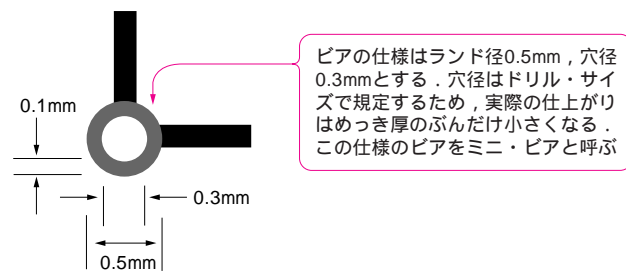 ビアの仕様はランド径0.5mm，穴径
0.3mmとする．穴径はドリル・サイ
ズで規定するため，実際の仕上がり
はめっき厚のぶんだけ小さくなる．
この仕様のビアをミニ・ビアと呼ぶ
0.1mm
0.3mm
0.5mm